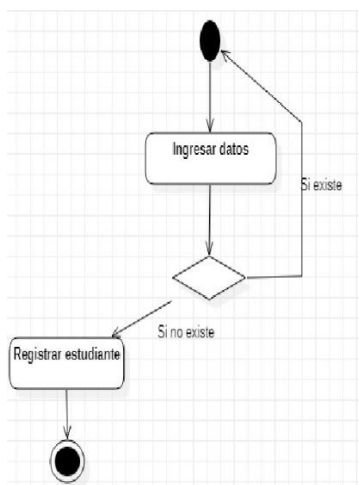 Ingresar datos
Si existe
Si no existe
Registrar estudiante